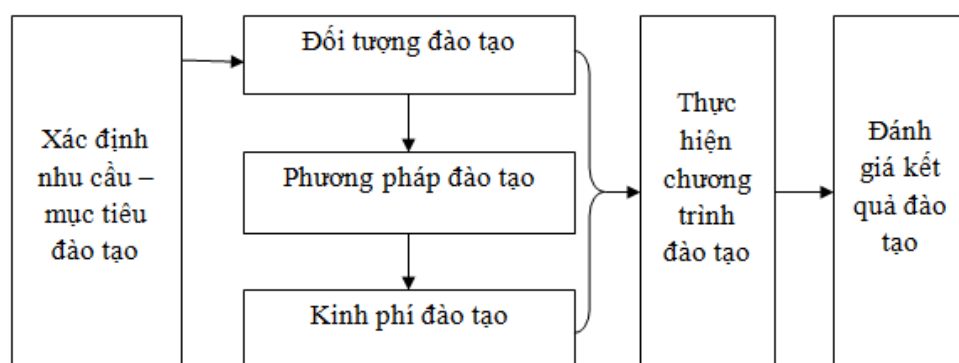 Xác định
nhu cầu –
mục tiêu
đào tạo
Đối tượng đào tạo
Phương pháp đào tạo
Kinh phí đào tạo
Thực
hiện
chương
trình
đào tạo
Đánh
giá kết
quả đào
tạo